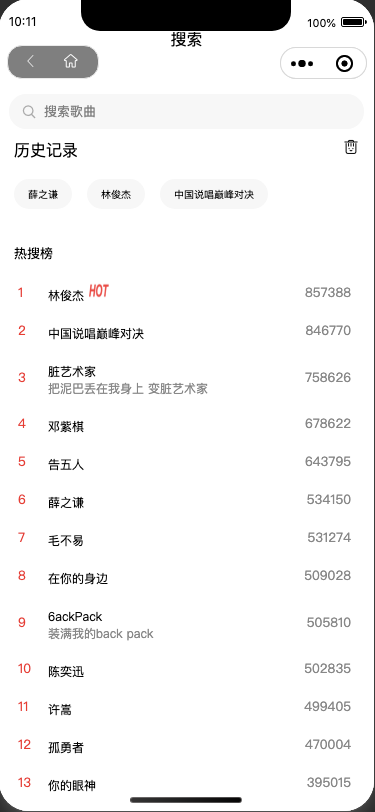 10:11
100%
搜索
搜索歌曲
历史记录
薛之谦 林俊杰 中国说唱巅峰对决
热搜榜
1 林俊杰 HOT 857388
2 中国说唱巅峰对决 846770
3 脏艺术家 758626
把泥巴丢在我身上 变脏艺术家
4 邓紫棋 678622
5 告五人 643795
6 薛之谦 534150
7 毛不易 531274
8 在你的身边 509028
9 6ackPack 505810
装满我的back pack
10 陈奕迅 502835
11 许嵩 499405
12 孤勇者 470004
13 你的眼神 395015